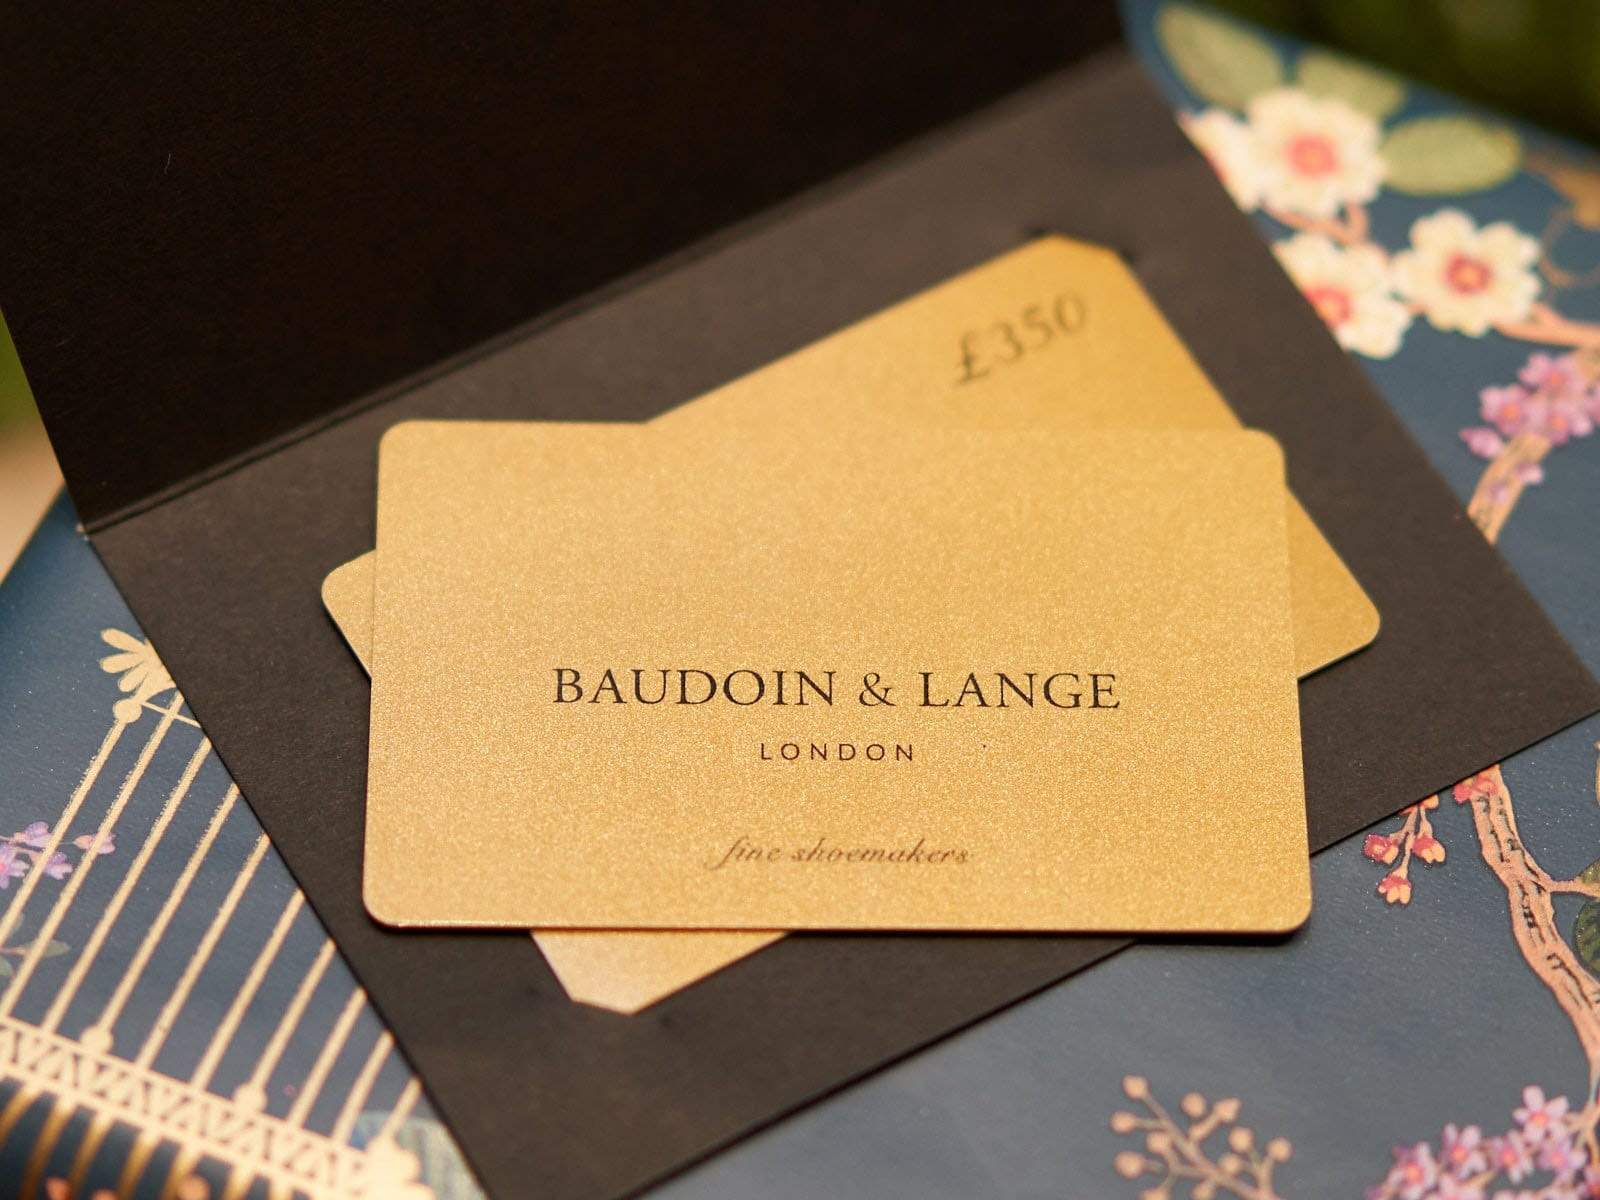 £350
BAUDOIN & LANGE
LONDON
fine shoemakers